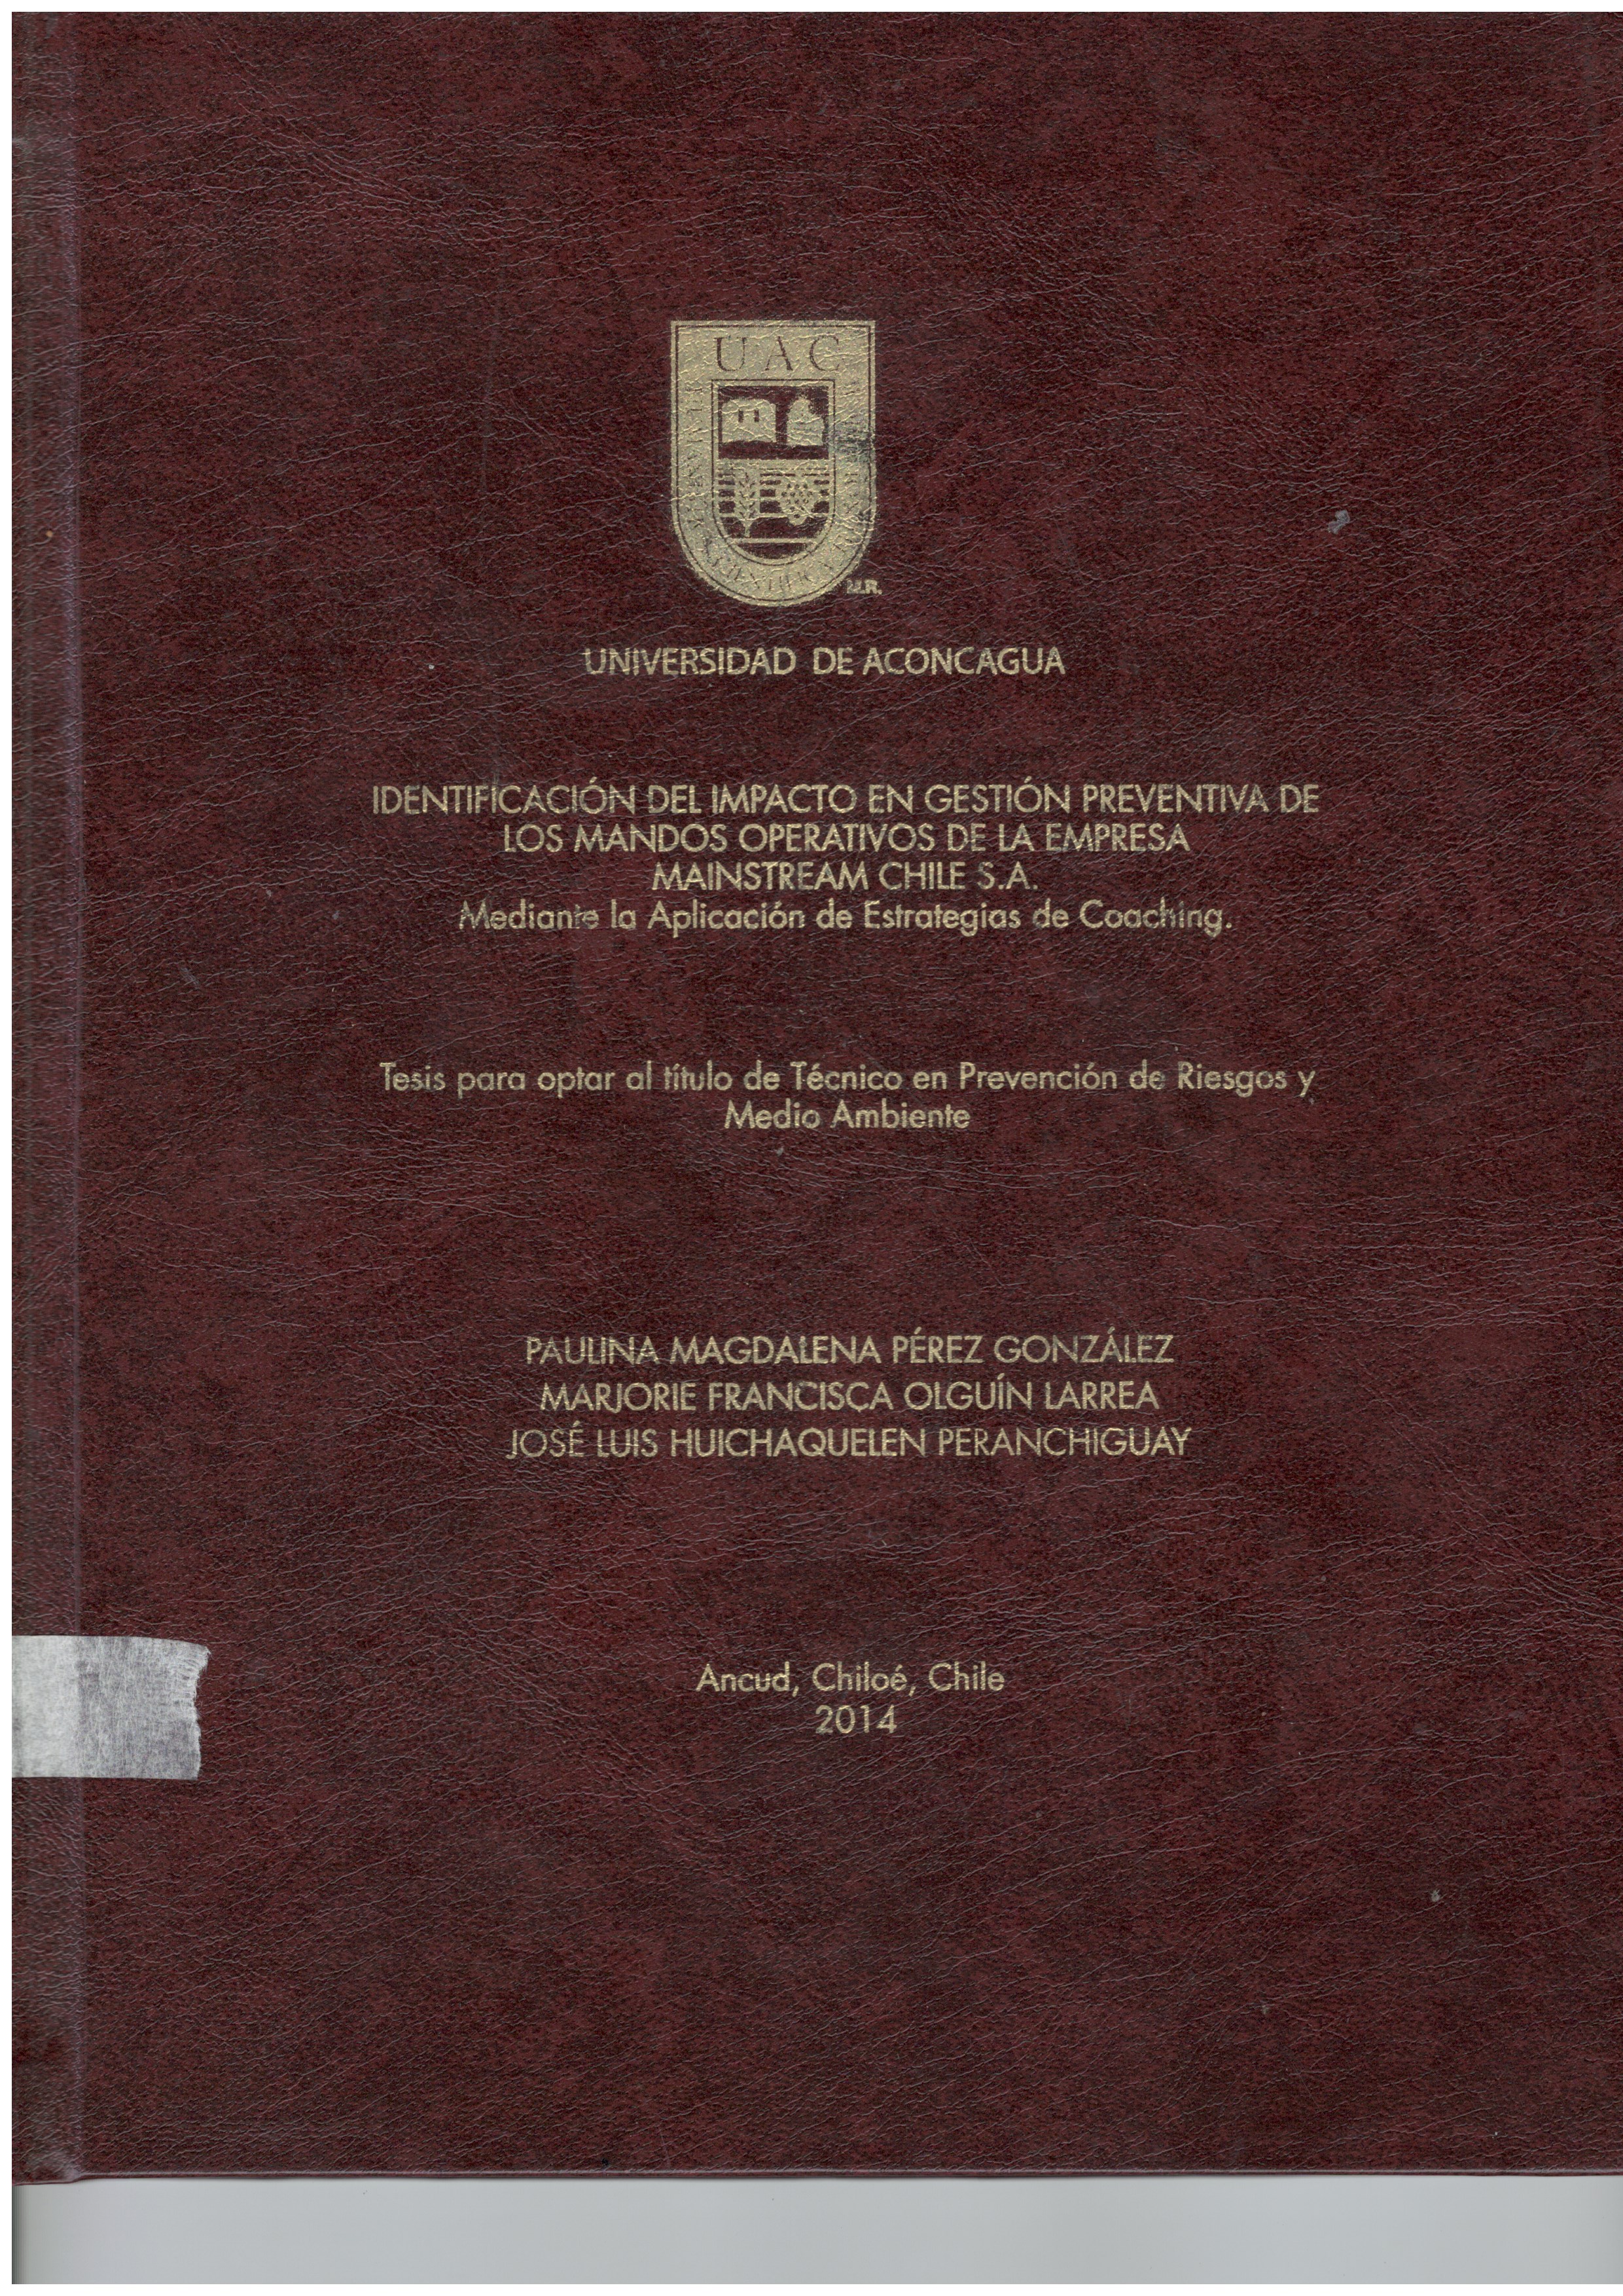 UAC
M.R.
UNIVERSIDAD DE ACONCAGUA
IDENTIFICACIÓN DEL IMPACTO EN GESTIÓN PREVENTIVA DE
LOS MANDOS OPERATIVOS DE LA EMPRESA
MAINSTREAM CHILE S.A.
Mediante la Aplicación de Estrategias de Coaching.
Tesis para optar al título de Técnico en Prevención de Riesgos y
Medio Ambiente
PAULINA MAGDALENA PÉREZ GONZÁLEZ
MARJORIE FRANCISCA OLGUÍN LARREA
JOSÉ LUIS HUICHAQUELEN PERANCHIGUAY
Ancud, Chiloé, Chile
2014